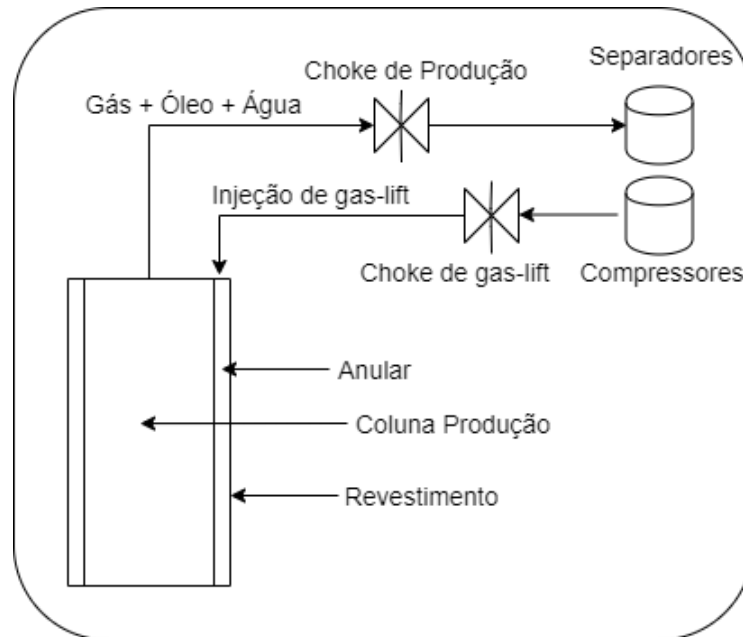 Separadores
Choke de Produção
Gás + Óleo + Água
Injeção de gas-lift
Choke de gas-lift
Compressores
Anular
Coluna Produção
Revestimento